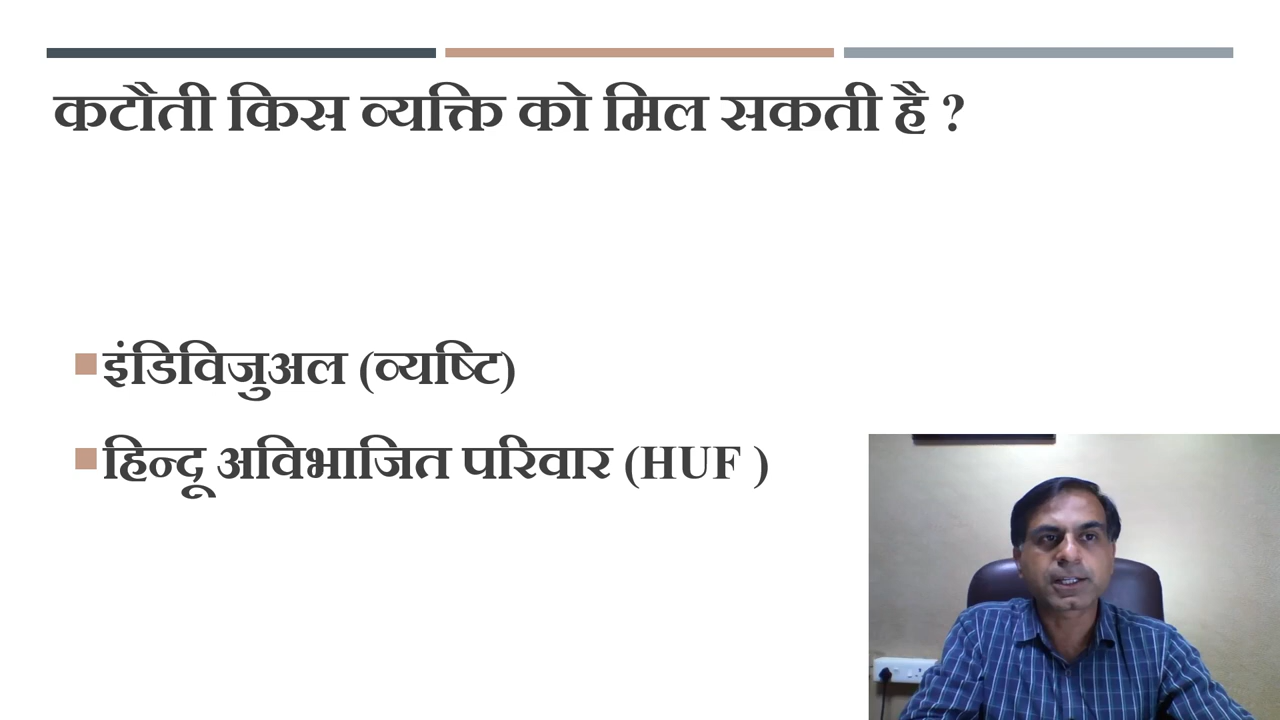 कटौती किस व्यक्ति को मिल सकती है ?
इंडिविजुअल (व्यष्टि)
हिन्दू अविभाजित परिवार (HUF )